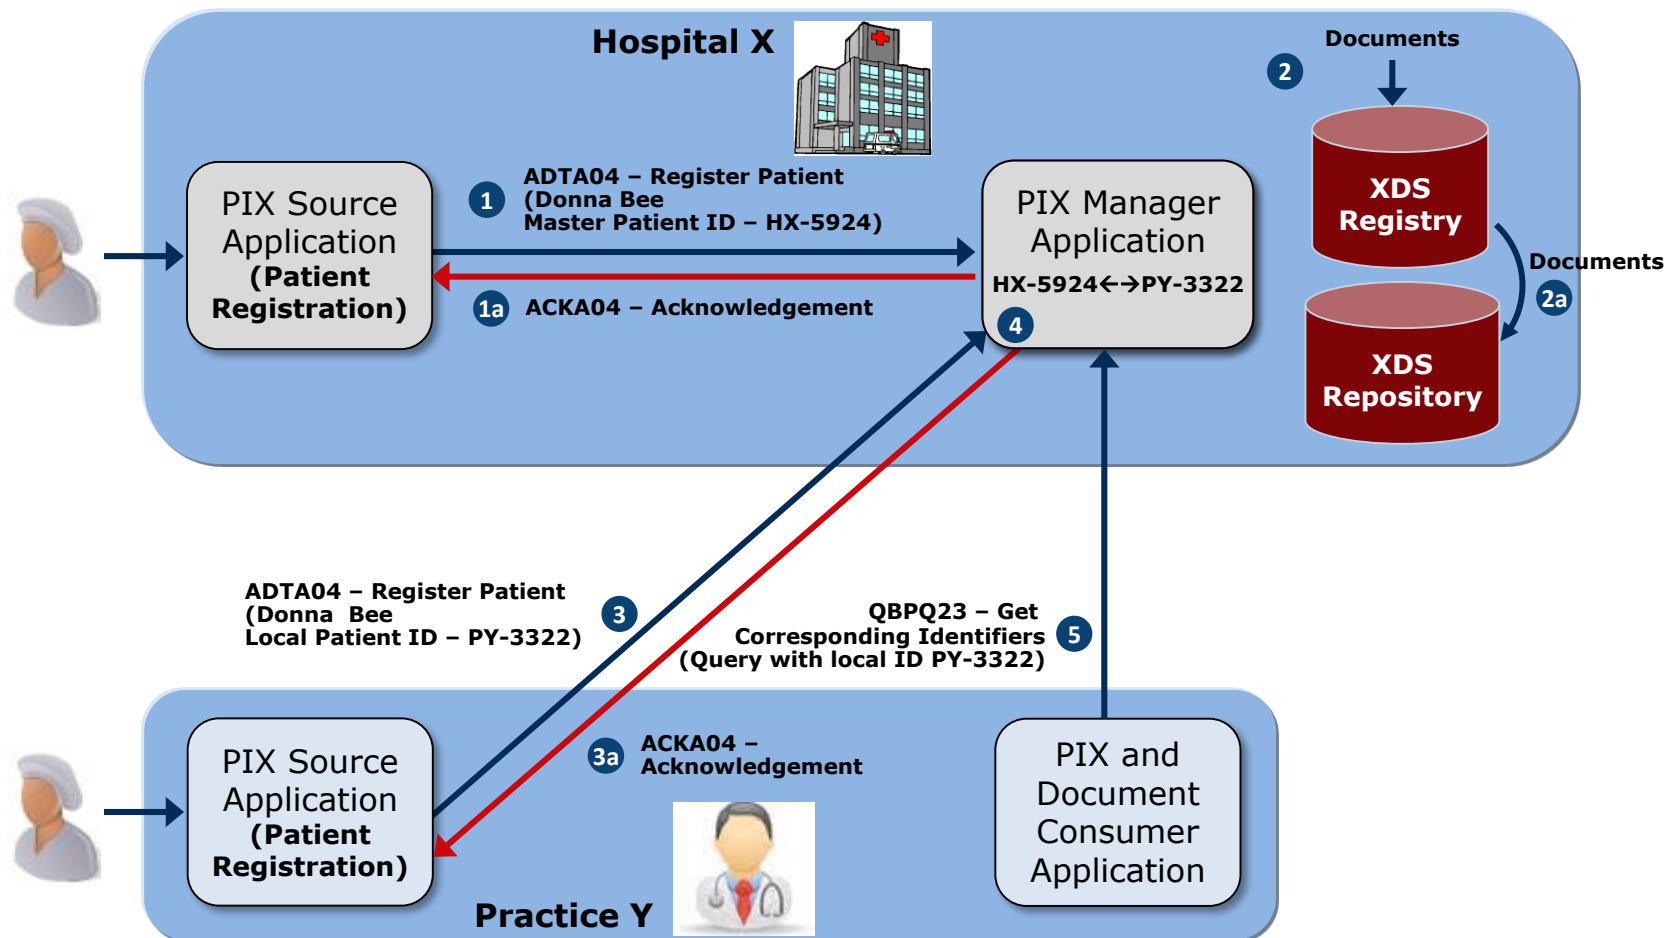 Hospital X
Documents
2
XDS
Registry
Documents
2a
XDS
Repository
PIX Source
Application
(Patient
Registration)
1
ADTA04 – Register Patient
(Donna Bee
Master Patient ID – HX-5924)
1a
ACKA04 – Acknowledgement
PIX Manager
Application
HX-5924←→PY-3322
4
ADTA04 – Register Patient
(Donna  Bee
Local Patient ID – PY-3322)
3
QBPQ23 – Get
Corresponding Identifiers
(Query with local ID PY-3322)
5
PIX Source
Application
(Patient
Registration)
3a
ACKA04 –
Acknowledgement
PIX and
Document
Consumer
Application
Practice Y